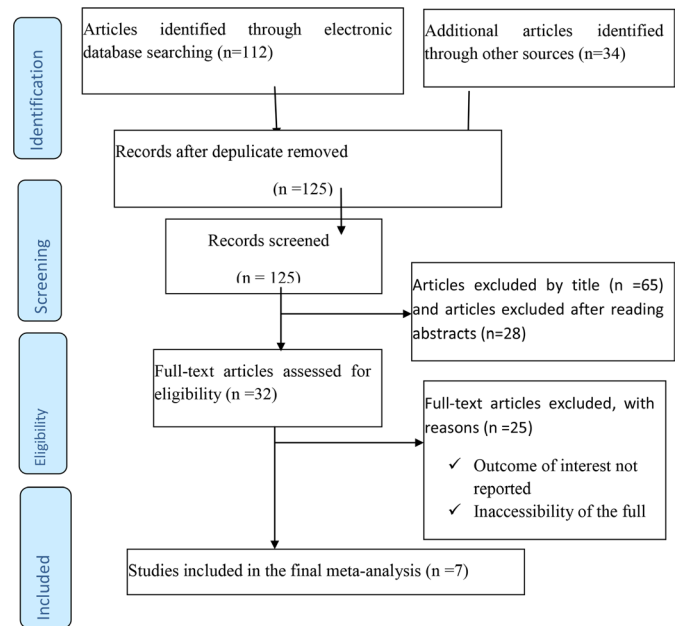 Identification
Articles identified through electronic
database searching (n=112)
Additional articles identified
through other sources (n=34)
Records after depulicate removed
(n =125)
Screening
Records screened
(n = 125)
Articles excluded by title (n =65)
and articles excluded after reading
abstracts (n=28)
Eligibility
Full-text articles assessed for
eligibility (n =32)
Full-text articles excluded, with
reasons (n =25)
✓ Outcome of interest not
reported
✓ Inaccessibility of the full
Included
Studies included in the final meta-analysis (n =7)